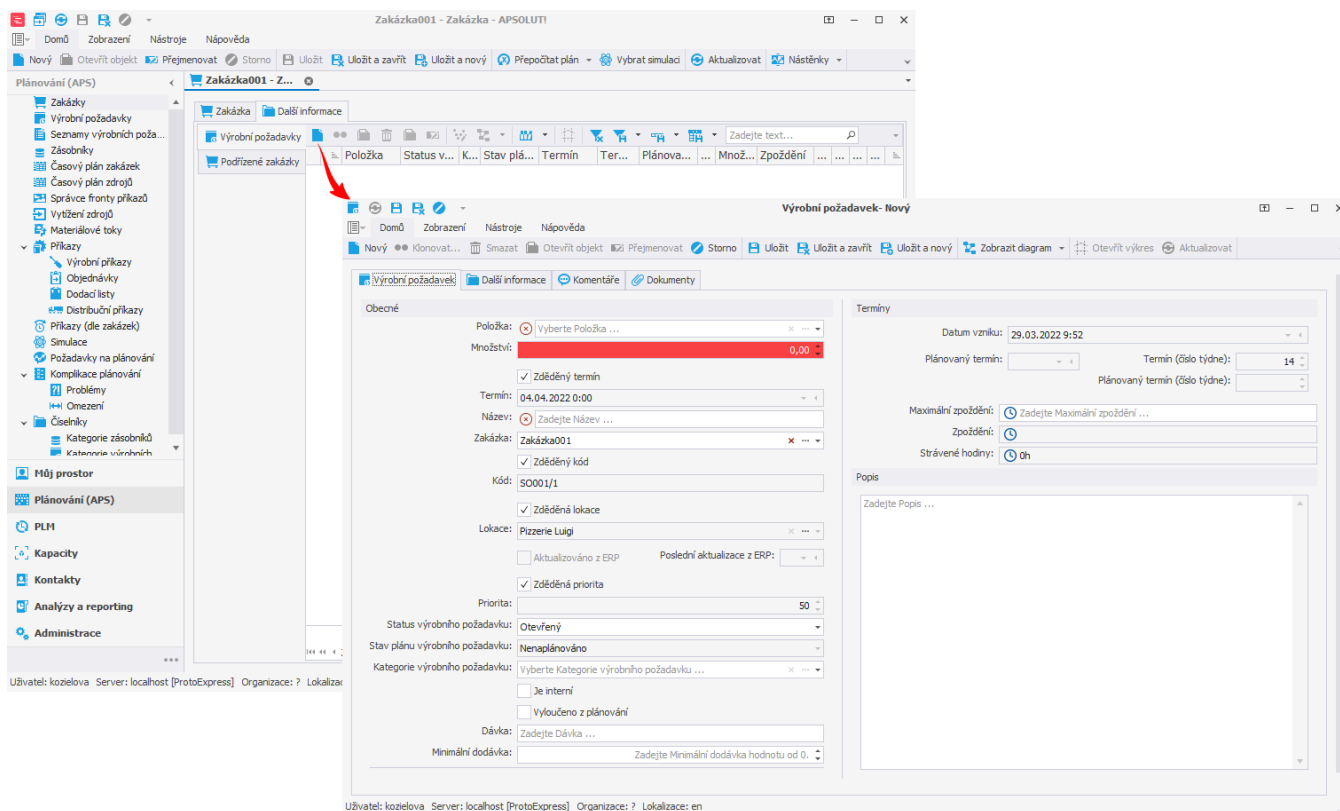 Zakázka001 - Zakázka - APSOLUT!
Domů Zobrazení Nástroje Nápověda
Nový Otevřít objekt Přejmenovat Storno Uložit Uložit a zavřít Uložit a nový Přepočítat plán Vybrat simulaci Aktualizovat Nástěnky
Plánování (APS)
Zakázky
Výrobní požadavky
Seznamy výrobních poža...
Zásobníky
Časový plán zakázek
Časový plán zdrojů
Správce fronty příkazů
Vytížení zdrojů
Materiálové toky
Příkazy
Výrobní příkazy
Objednávky
Dodací listy
Distribuční příkazy
Příkazy (dle zakázek)
Simulace
Požadavky na plánování
Komplikace plánování
Problémy
Omezení
Číselníky
Kategorie zásobníků
Kategorie výrobních
Můj prostor
Plánování (APS)
PLM
Kapacity
Kontakty
Analýzy a reporting
Administrace
Zakázka001 - Z...
Zakázka Další informace
Výrobní požadavky
Podřízené zakázky
Zadejte text...
Položka Status v... K... Stav plá... Termín Ter... Plánova... ... Množ... Zpoždění ... ... ... ...
Uživatel: kozielova Server: localhost [ProtoExpress] Organizace: ? Lokalizac
Výrobní požadavek- Nový
Domů Zobrazení Nástroje Nápověda
Nový Klonovat... Smazat Otevřít objekt Přejmenovat Storno Uložit Uložit a zavřít Uložit a nový Zobrazit diagram Otevřít výkres Aktualizovat
Výrobní požadavek Další informace Komentáře Dokumenty
Obecné
Položka: Vyberte Položka ...
Množství: 0,00
Zděděný termín
Termín: 04.04.2022 0:00
Název: Zadejte Název ...
Zakázka: Zakázka001
Zděděný kód
Kód: SO001/1
Zděděná lokace
Lokace: Pizzerie Luigi
Aktualizováno z ERP Poslední aktualizace z ERP:
Zděděná priorita
Priorita: 50
Status výrobního požadavku: Otevřený
Stav plánu výrobního požadavku: Nenaplánováno
Kategorie výrobního požadavku: Vyberte Kategorie výrobního požadavku ...
Je interní
Vyloučeno z plánování
Dávka: Zadejte Dávka ...
Minimální dodávka: Zadejte Minimální dodávka hodnotu od 0.
Termíny
Datum vzniku: 29.03.2022 9:52
Plánovaný termín: Termín (číslo týdne): 14
Plánovaný termín (číslo týdne):
Maximální zpoždění: Zadejte Maximální zpoždění ...
Zpoždění:
Strávené hodiny: 0h
Popis
Zadejte Popis ...
Uživatel: kozielova Server: localhost [ProtoExpress] Organizace: ? Lokalizace: en